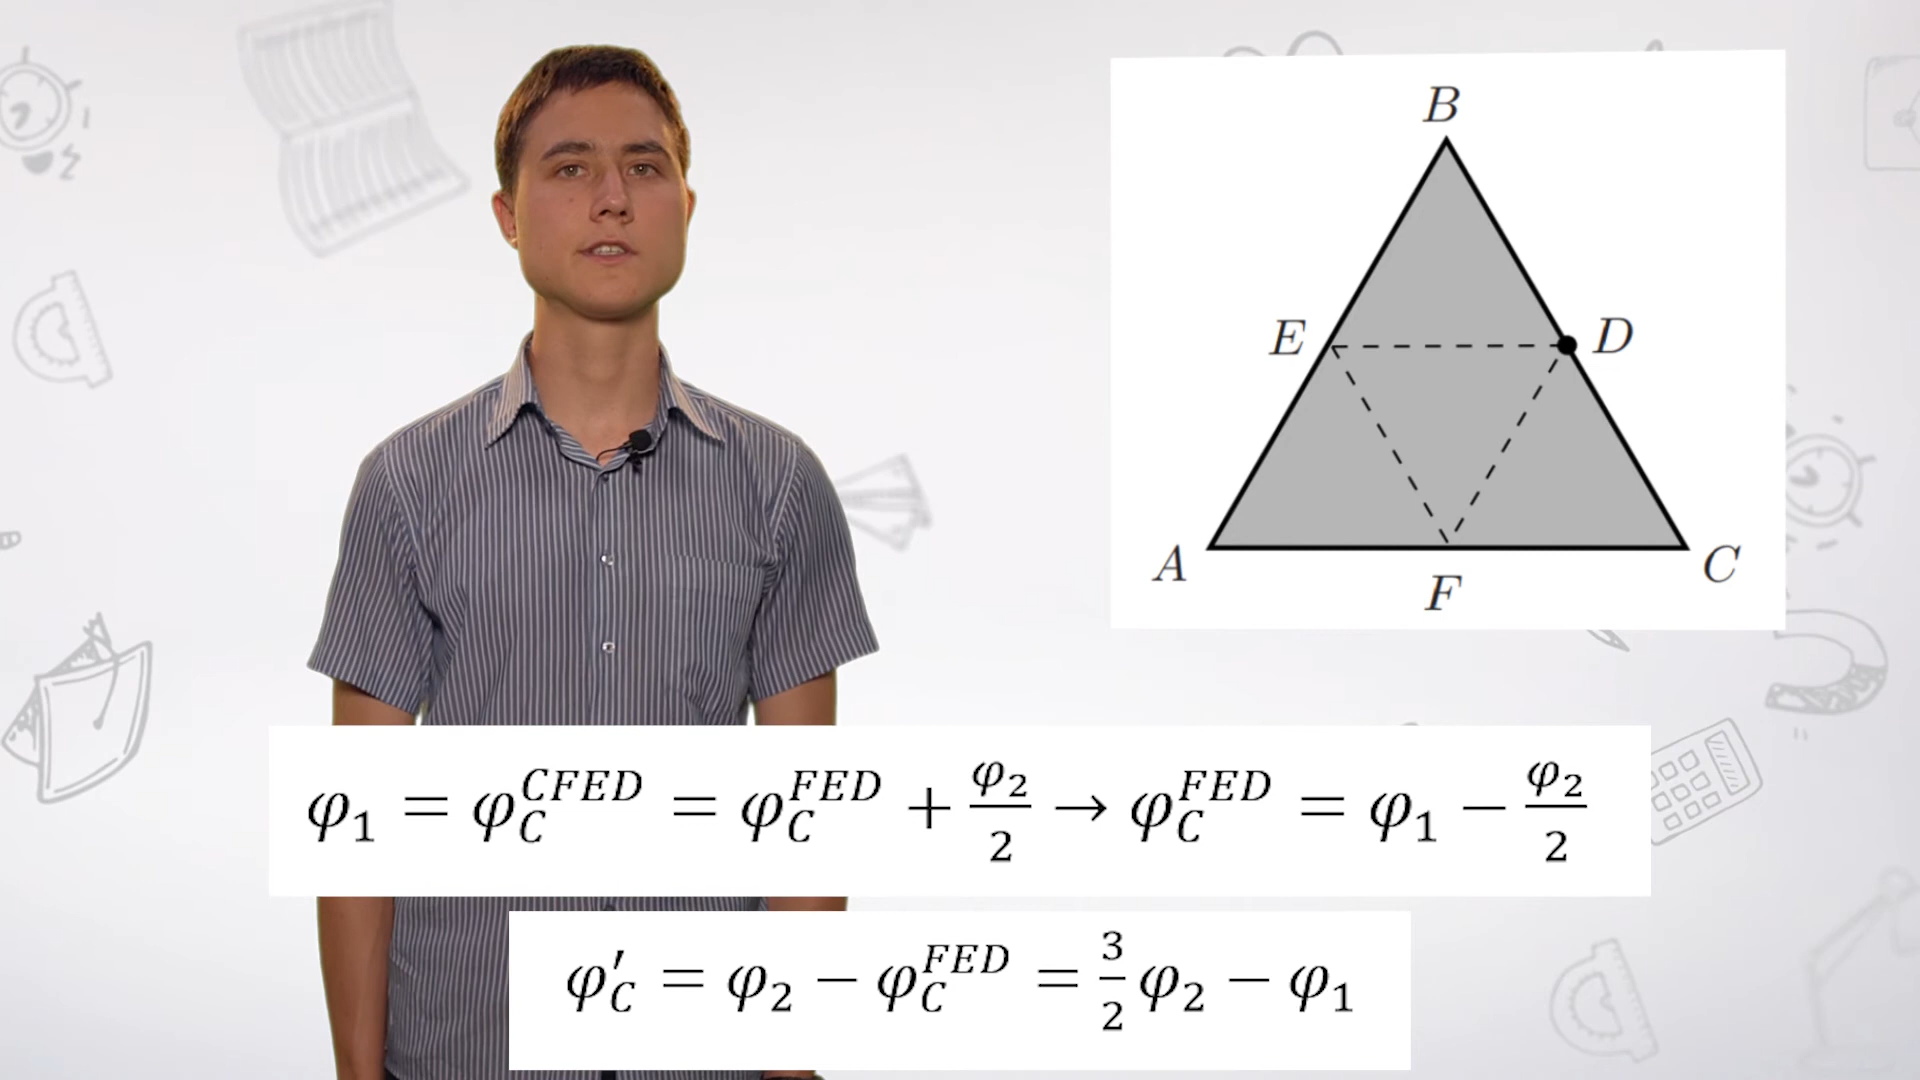 B
E D
A C
F
φ₁ = φ_C^{CFED} = φ_C^{FED} + φ₂/2 → φ_C^{FED} = φ₁ − φ₂/2
φ′_C = φ₂ − φ_C^{FED} = 3/2 φ₂ − φ₁